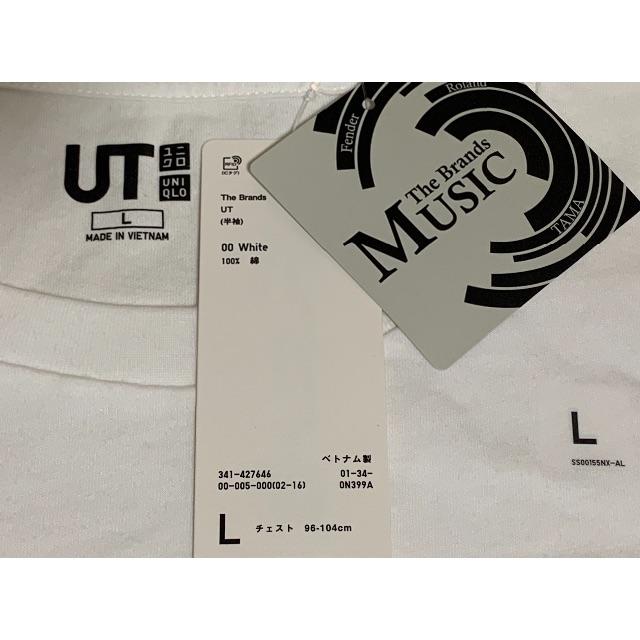 UT
ユニ
クロ
UNI
QLO
L
MADE IN VIETNAM
The Brands
UT
(半袖)
00 White
100% 綿
ベトナム製
341-427646 01-34-
00-005-000(02-16) 0N399A
L チェスト 96-104cm
Fender
Roland
The Brands
MUSIC
TAMA
L
SS00155NX-AL